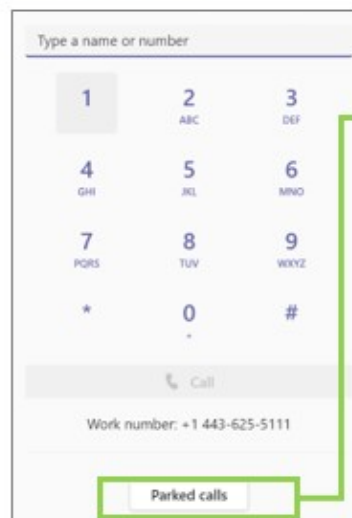 Type a name or number
1 2 3
ABC DEF
4 5 6
GHI JKL MNO
7 8 9
PQRS TUV WXYZ
* 0 #
+
Call
Work number: +1 443-625-5111
Parked calls